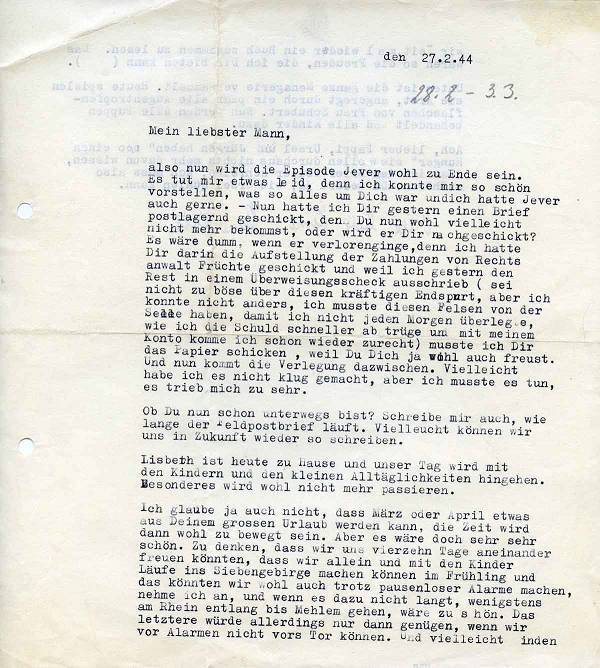 den 27.2.44
28.2 - 3.3.
Mein liebster Mann,
also nun wird die Episode Jever wohl zu Ende sein.
Es tut mir etwas leid, denn ich konnte mir so schön
vorstellen, was so alles um Dich war undich hatte Jever
auch gerne. - Nun hatte ich Dir gestern einen Brief
postlagernd geschickt, den Du nun wohl vielleicht
nicht mehr bekommst, oder wird er Dir nachgeschickt?
Es wäre dumm, wenn er verlorenginge,denn ich hatte
Dir darin die Aufstellung der Zahlungen von Rechts
anwalt Früchte geschickt und weil ich gestern den
Rest in einem Überweisungsscheck ausschrieb ( sei
nicht zu böse über diesen kräftigen Endspurt, aber ich
konnte nicht anders, ich musste diesen Felsen von der
Seele haben, damit ich nicht jeden Morgen überlege,
wie ich die Schuld schneller ab trüge und mit meinem
Konto komme ich schon wieder zurecht) musste ich Dir
das Papier schicken , weil Du Dich ja wohl auch freust.
Und nun kommt die Verlegung dazwischen. Vielleicht
habe ich es nicht klug gemacht, aber ich musste es tun,
es trieb mich zu sehr.
Ob Du nun schon unterwegs bist? Schreibe mir auch, wie
lange der Feldpostbrief läuft. Vielleucht können wir
uns in Zukunft wieder so schreiben.
Lisbeth ist heute zu Hause und unser Tag wird mit
den Kindern und den kleinen Alltäglichkeiten hingehen.
Besonderes wird wohl nicht mehr passieren.
Ich glaube ja auch nicht, dass März oder April etwas
aus Deinem grossen Urlaub werden kann, die Zeit wird
dann wohl zu bewegt sein. Aber es wäre doch sehr sehr
schön. Zu denken, dass wir uns vierzehn Tage aneinander
freuen könnten, dass wir allein und mit den Kinder
Läufe ins Siebengebirge machen können im Frühling und
das könnten wir wohl auch trotz pausenloser Alarme machen,
nehme ich an, und wenn es dazu nicht langt, wenigstens
am Rhein entlang bis Mehlem gehen, wäre zu s hön. Das
letztere würde allerdings nur dann genügen, wenn wir
vor Alarmen nicht vors Tor können. Und vielleicht inden